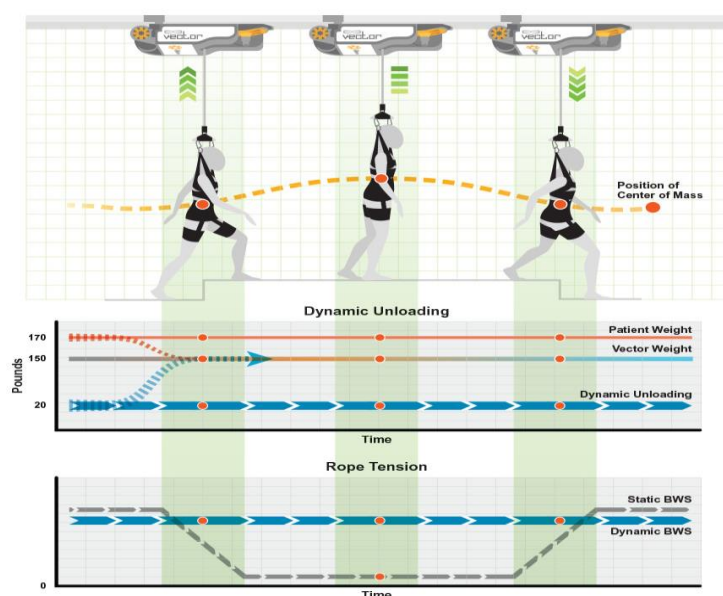 vector
vector
vector
Position of
Center of Mass
Dynamic Unloading
170
150
20
Pounds
Patient Weight
Vector Weight
Dynamic Unloading
Time
Rope Tension
Static BWS
Dynamic BWS
0
Time